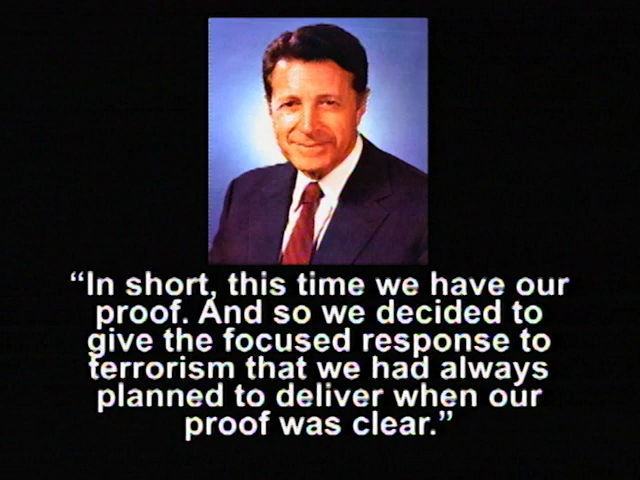 “In short, this time we have our
proof. And so we decided to
give the focused response to
terrorism that we had always
planned to deliver when our
proof was clear.”